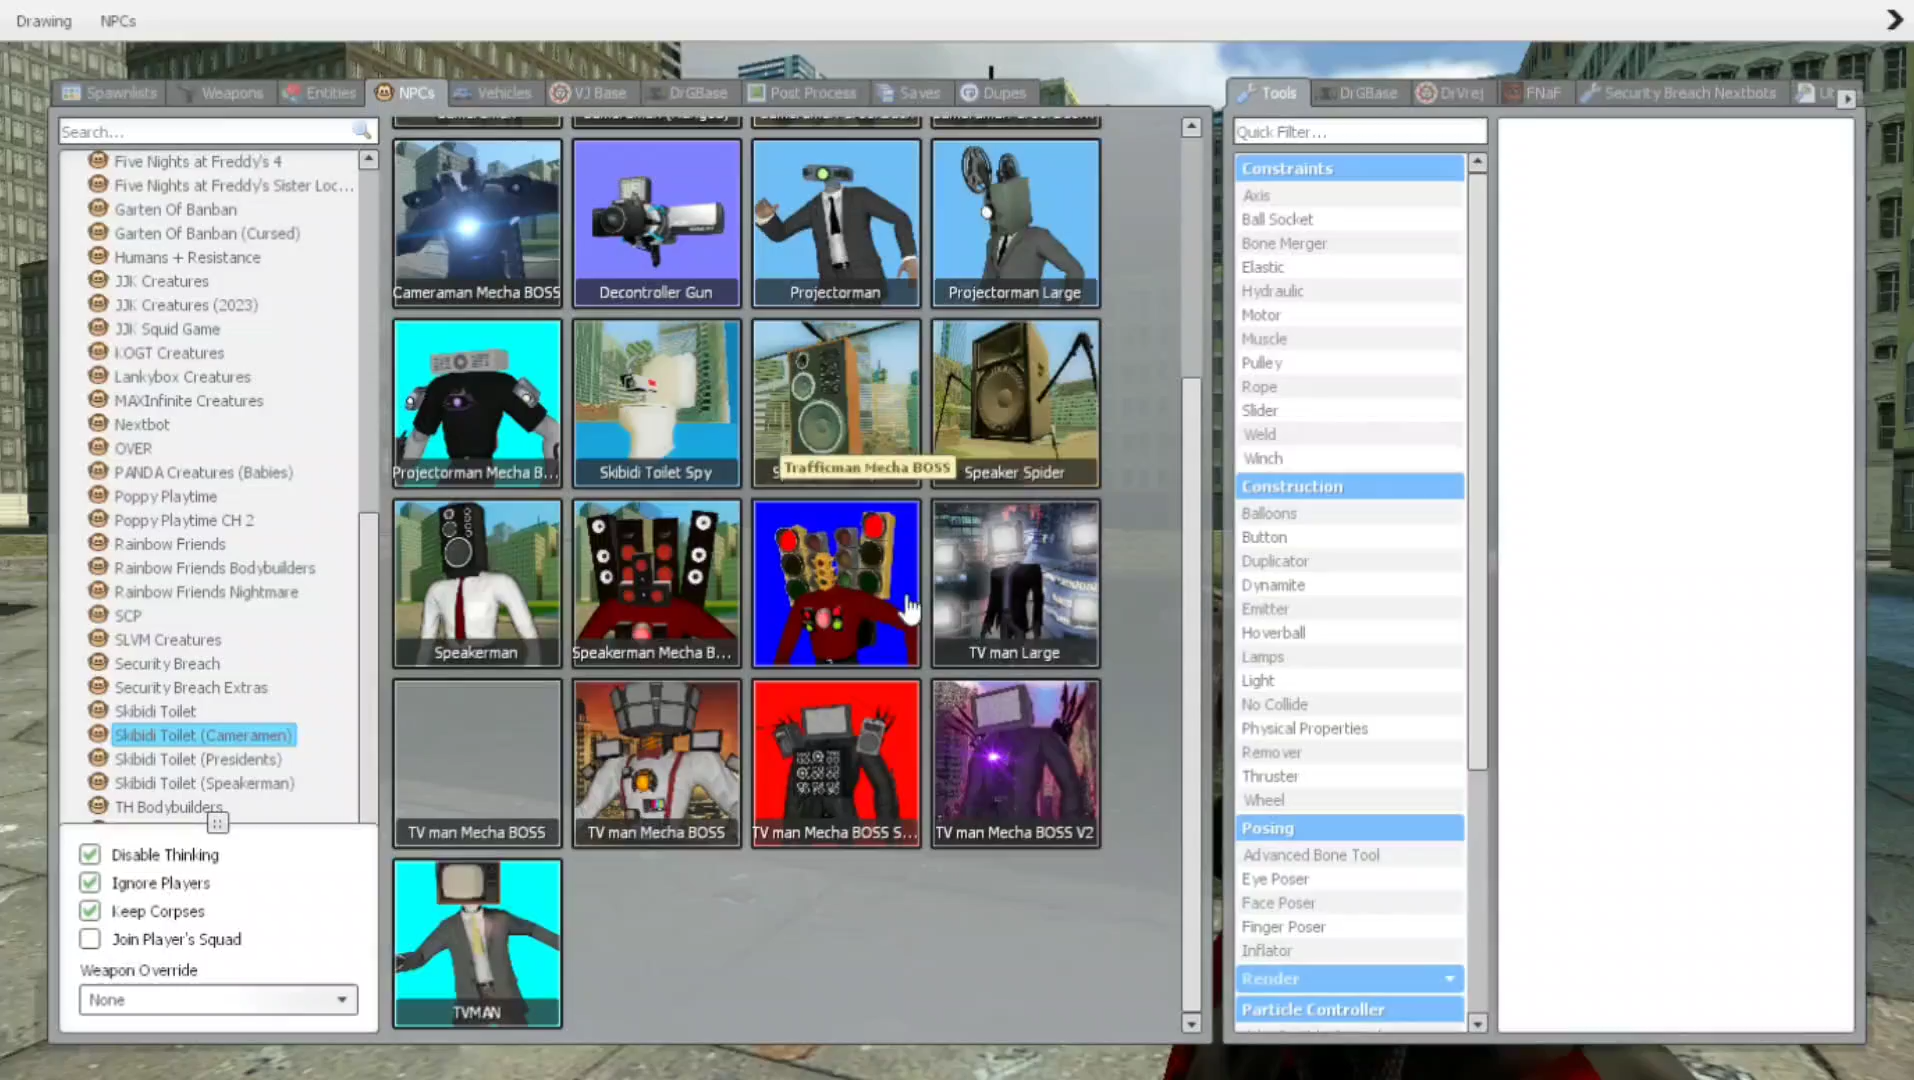 Drawing NPCs
Spawnlists Weapons Entities NPCs Vehicles VJ Base DrGBase Post Process Saves Dupes
Tools DrGBase DrVrej FNaF Security Breach Nextbots
Search...
Five Nights at Freddy's 4
Five Nights at Freddy's Sister Loc...
Garten Of Banban
Garten Of Banban (Cursed)
Humans + Resistance
JJK Creatures
JJK Creatures (2023)
JJK Squid Game
KOGT Creatures
Lankybox Creatures
MAXInfinite Creatures
Nextbot
OVER
PANDA Creatures (Babies)
Poppy Playtime
Poppy Playtime CH 2
Rainbow Friends
Rainbow Friends Bodybuilders
Rainbow Friends Nightmare
SCP
SLVM Creatures
Security Breach
Security Breach Extras
Skibidi Toilet
Skibidi Toilet (Cameramen)
Skibidi Toilet (Presidents)
Skibidi Toilet (Speakerman)
TH Bodybuilders
Disable Thinking
Ignore Players
Keep Corpses
Join Player's Squad
Weapon Override
None
Cameraman Mecha BOSS Decontroller Gun Projectorman Projectorman Large
Projectorman Mecha B... Skibidi Toilet Spy Speaker Spider
Trafficman Mecha BOSS
Speakerman Speakerman Mecha B... TV man Large
TV man Mecha BOSS TV man Mecha BOSS TV man Mecha BOSS S... TV man Mecha BOSS V2
TVMAN
Quick Filter...
Constraints
Axis
Ball Socket
Bone Merger
Elastic
Hydraulic
Motor
Muscle
Pulley
Rope
Slider
Weld
Winch
Construction
Balloons
Button
Duplicator
Dynamite
Emitter
Hoverball
Lamps
Light
No Collide
Physical Properties
Remover
Thruster
Wheel
Posing
Advanced Bone Tool
Eye Poser
Face Poser
Finger Poser
Inflator
Render
Particle Controller